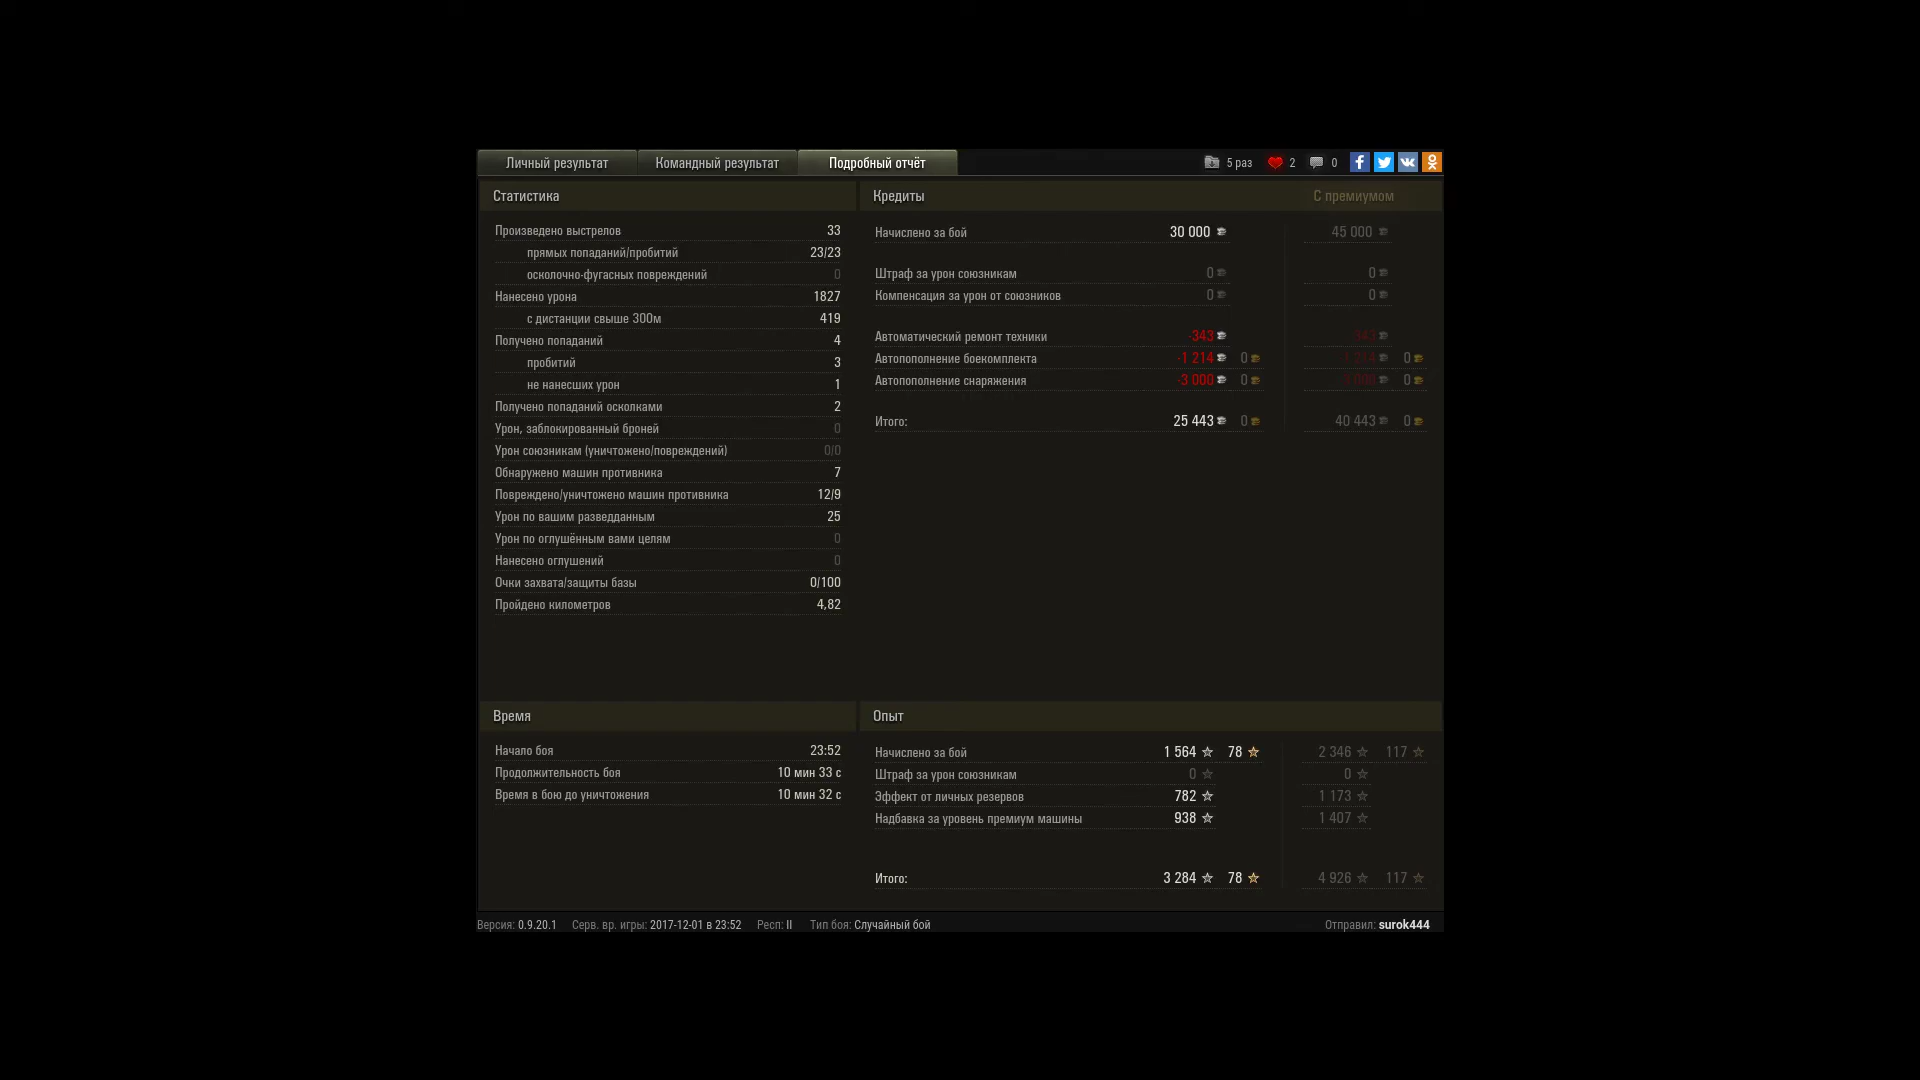 Личный результат Командный результат Подробный отчёт 5 раз 2 0
Статистика
Произведено выстрелов 33
прямых попаданий/пробитий 23/23
осколочно-фугасных повреждений 0
Нанесено урона 1827
с дистанции свыше 300м 419
Получено попаданий 4
пробитий 3
не нанесших урон 1
Получено попаданий осколками 2
Урон, заблокированный броней 0
Урон союзникам (уничтожено/повреждений) 0/0
Обнаружено машин противника 7
Повреждено/уничтожено машин противника 12/9
Урон по вашим разведданным 25
Урон по оглушённым вами целям 0
Нанесено оглушений 0
Очки захвата/защиты базы 0/100
Пройдено километров 4,82
Кредиты С премиумом
Начислено за бой 30 000 45 000
Штраф за урон союзникам 0 0
Компенсация за урон от союзников 0 0
Автоматический ремонт техники -343 -343
Автопополнение боекомплекта -1 214 0 -1 214 0
Автопополнение снаряжения -3 000 0 -3 000 0
Итого: 25 443 0 40 443 0
Время
Начало боя 23:52
Продолжительность боя 10 мин 33 с
Время в бою до уничтожения 10 мин 32 с
Опыт
Начислено за бой 1 564 78 2 346 117
Штраф за урон союзникам 0 0
Эффект от личных резервов 782 1 173
Надбавка за уровень премиум машины 938 1 407
Итого: 3 284 78 4 926 117
Версия: 0.9.20.1 Серв. вр. игры: 2017-12-01 в 23:52 Респ: II Тип боя: Случайный бой Отправил: surok444